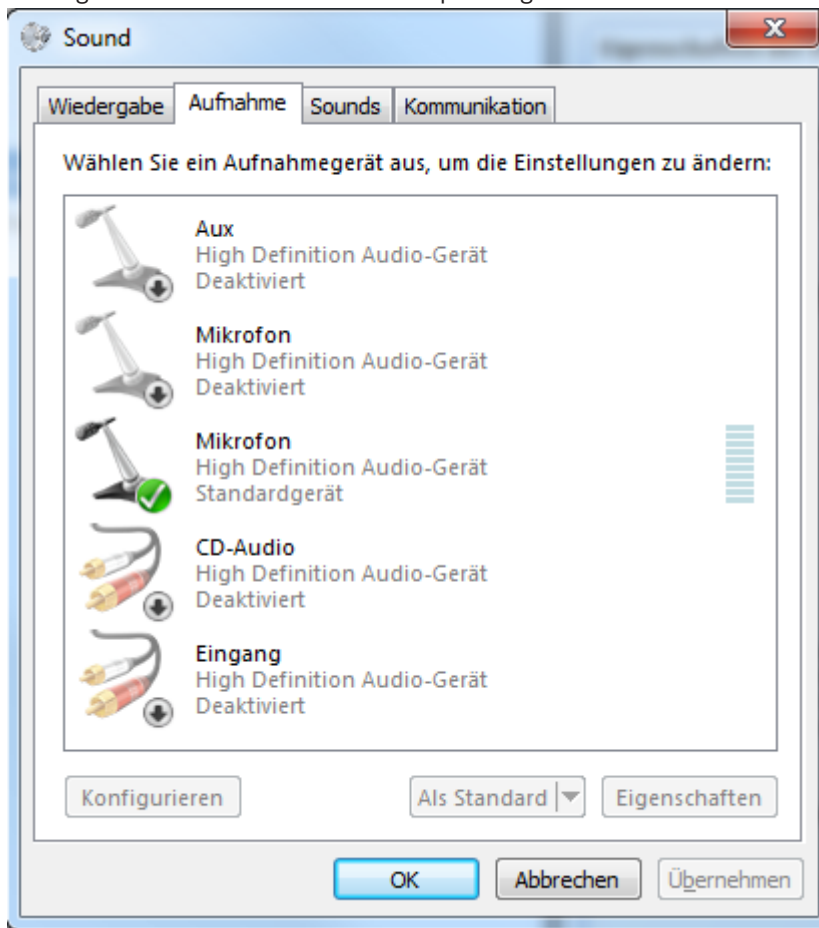 Sound
Wiedergabe Aufnahme Sounds Kommunikation
Wählen Sie ein Aufnahmegerät aus, um die Einstellungen zu ändern:
Aux
High Definition Audio-Gerät
Deaktiviert
Mikrofon
High Definition Audio-Gerät
Deaktiviert
Mikrofon
High Definition Audio-Gerät
Standardgerät
CD-Audio
High Definition Audio-Gerät
Deaktiviert
Eingang
High Definition Audio-Gerät
Deaktiviert
Konfigurieren Als Standard Eigenschaften
OK Abbrechen Übernehmen